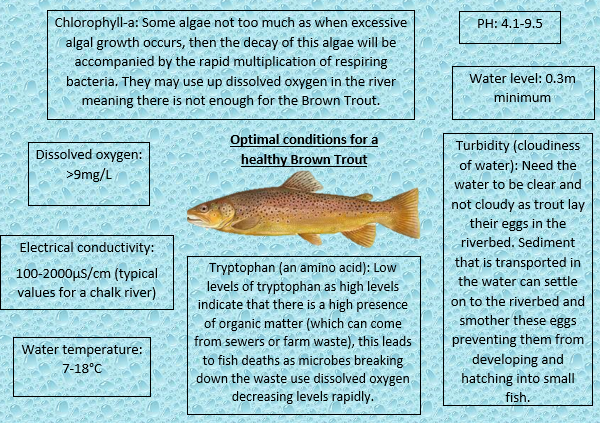 Chlorophyll-a: Some algae not too much as when excessive
algal growth occurs, then the decay of this algae will be
accompanied by the rapid multiplication of respiring
bacteria. They may use up dissolved oxygen in the river
meaning there is not enough for the Brown Trout.
PH: 4.1-9.5
Water level: 0.3m
minimum
Optimal conditions for a
healthy Brown Trout
Dissolved oxygen:
>9mg/L
Turbidity (cloudiness
of water): Need the
water to be clear and
not cloudy as trout lay
their eggs in the
riverbed. Sediment
that is transported in
the water can settle
on to the riverbed and
smother these eggs
preventing them from
developing and
hatching into small
fish.
Electrical conductivity:
100-2000µS/cm (typical
values for a chalk river)
Tryptophan (an amino acid): Low
levels of tryptophan as high levels
indicate that there is a high presence
of organic matter (which can come
from sewers or farm waste), this leads
to fish deaths as microbes breaking
down the waste use dissolved oxygen
decreasing levels rapidly.
Water temperature:
7-18°C